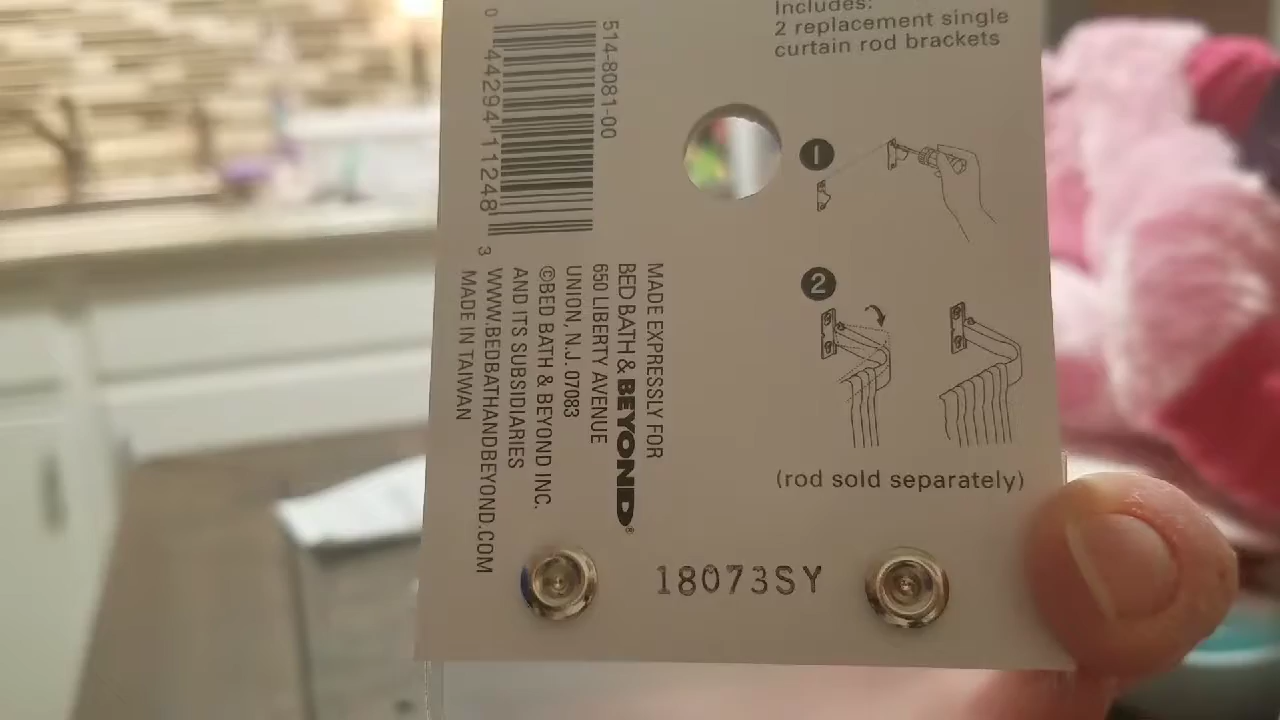 Includes:
2 replacement single
curtain rod brackets
1
2
(rod sold separately)
514-8081-00
0 44294 11248 3
MADE EXPRESSLY FOR
BED BATH & BEYOND®
650 LIBERTY AVENUE
UNION, N.J. 07083
©BED BATH & BEYOND INC.
AND ITS SUBSIDIARIES
WWW.BEDBATHANDBEYOND.COM
MADE IN TAIWAN
18073SY